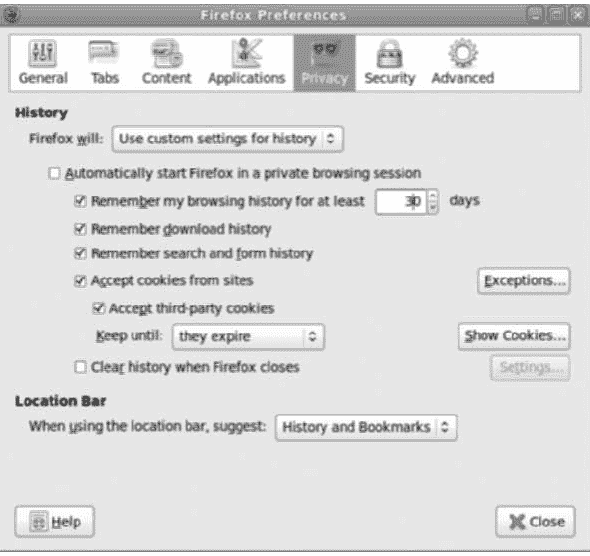 Firefox Preferences
General Tabs Content Applications Privacy Security Advanced
History
Firefox will: Use custom settings for history
Automatically start Firefox in a private browsing session
Remember my browsing history for at least 30 days
Remember download history
Remember search and form history
Accept cookies from sites Exceptions...
Accept third-party cookies
Keep until: they expire Show Cookies...
Clear history when Firefox closes Settings...
Location Bar
When using the location bar, suggest: History and Bookmarks
Help Close